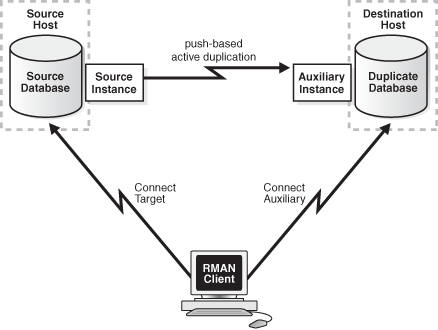 Source
Host
Destination
Host
push-based
active duplication
Source
Database
Source
Instance
Auxiliary
Instance
Duplicate
Database
Connect
Target
Connect
Auxiliary
RMAN
Client